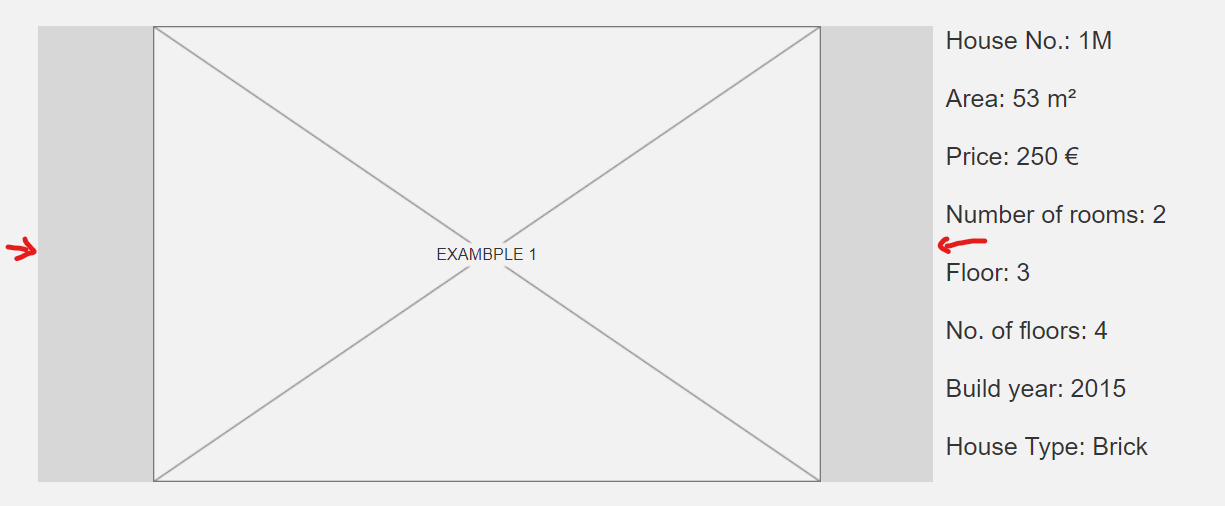 House No.: 1M
Area: 53 m²
Price: 250 €
Number of rooms: 2
EXAMBPLE 1
Floor: 3
No. of floors: 4
Build year: 2015
House Type: Brick